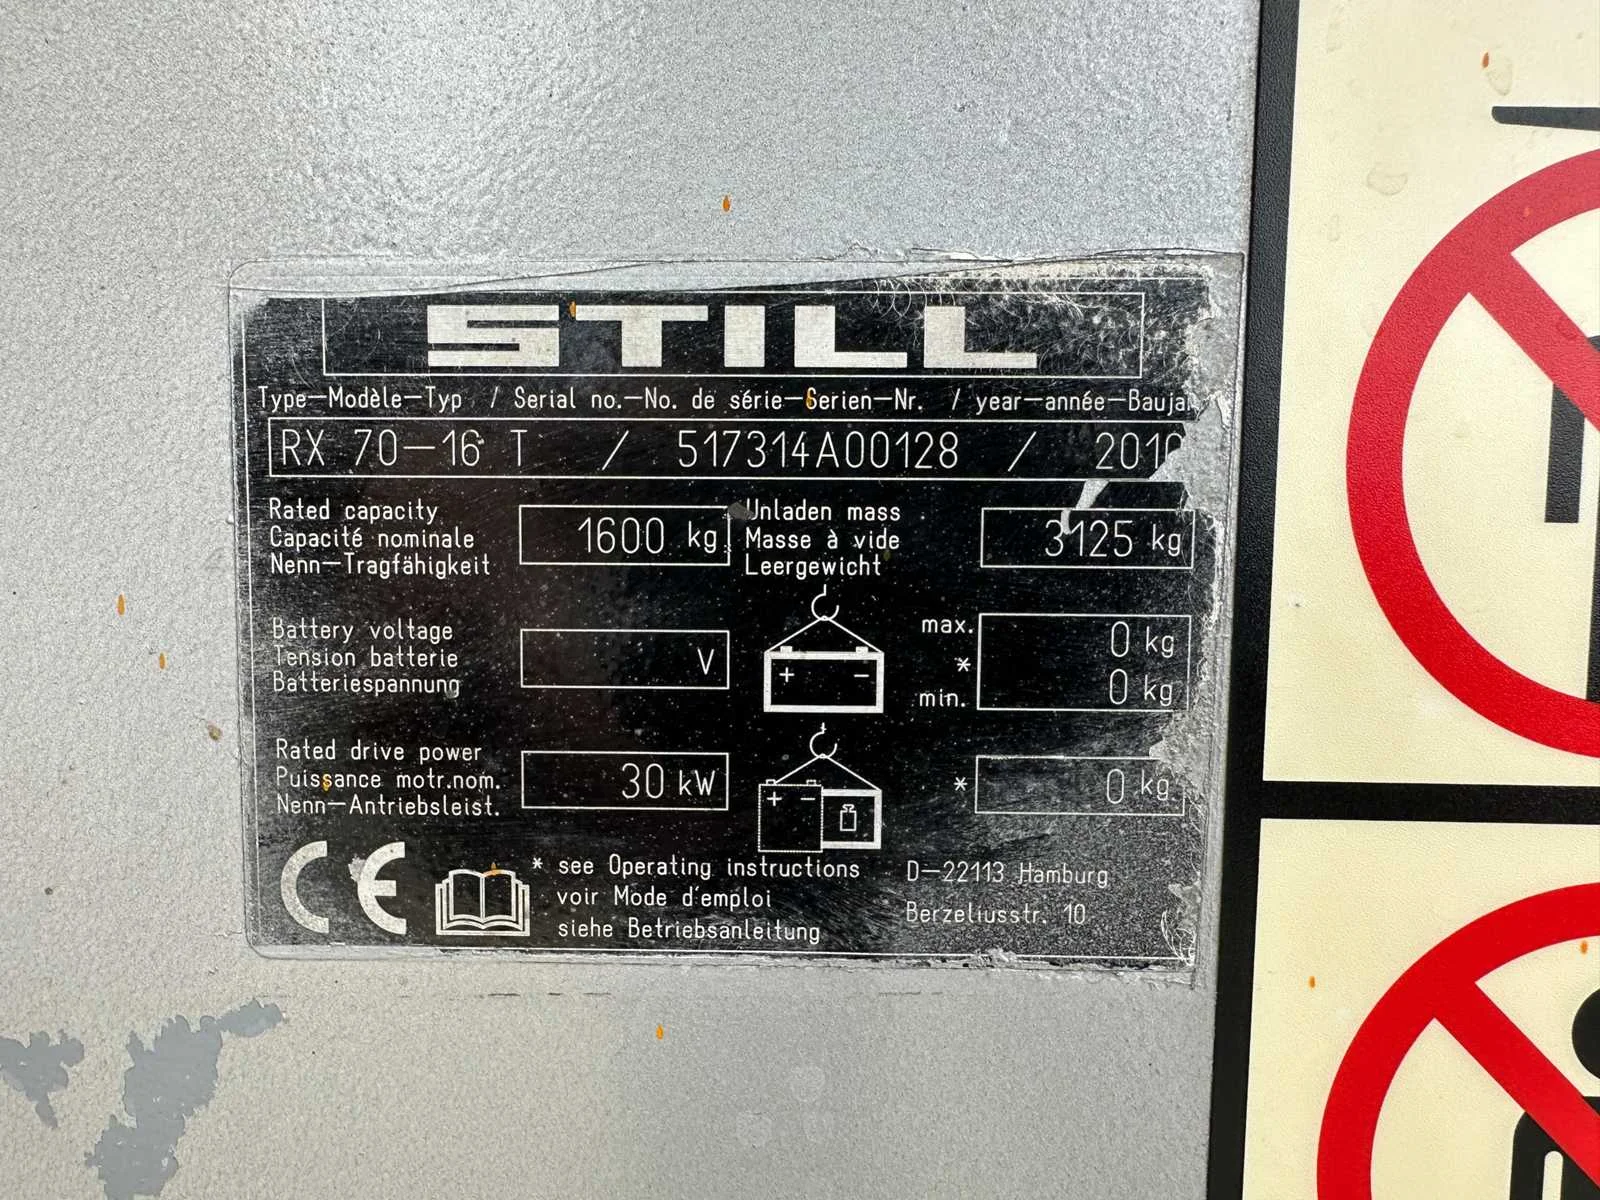 STILL
Type-Modèle-Typ / Serial no.-No. de série-Serien-Nr. / year-année-Baujah
RX 70-16 T / 517314A00128 / 2010
Rated capacity
Capacité nominale
Nenn-Tragfähigkeit
1600 kg
Unladen mass
Masse à vide
Leergewicht
3125 kg
Battery voltage
Tension batterie
Batteriespannung
V
+ -
max. 0 kg
*
min. 0 kg
Rated drive power
Puissance motr.nom.
Nenn-Antriebsleist.
30 kW
+ -
* 0 kg
CE
* see Operating instructions
voir Mode d'emploi
siehe Betriebsanleitung
D-22113 Hamburg
Berzeliusstr. 10